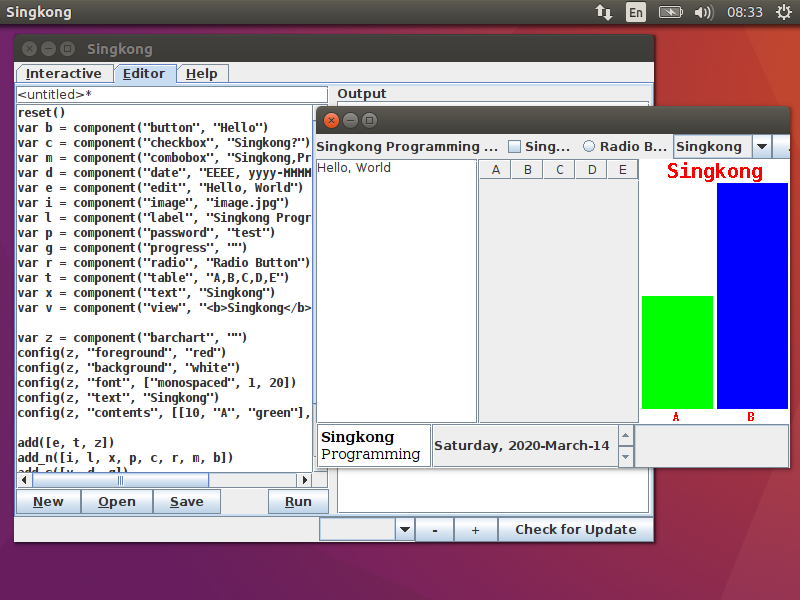 Singkong
En
08:33
Singkong
Interactive
Editor
Help
<untitled>*
reset()
var b = component("button", "Hello")
var c = component("checkbox", "Singkong?")
var m = component("combobox", "Singkong,Pr
var d = component("date", "EEEE, yyyy-MMMM
var e = component("edit", "Hello, World")
var i = component("image", "image.jpg")
var l = component("label", "Singkong Progr
var p = component("password", "test")
var g = component("progress", "")
var r = component("radio", "Radio Button")
var t = component("table", "A,B,C,D,E")
var x = component("text", "Singkong")
var v = component("view", "<b>Singkong</b>
var z = component("barchart", "")
config(z, "foreground", "red")
config(z, "background", "white")
config(z, "font", ["monospaced", 1, 20])
config(z, "text", "Singkong")
config(z, "contents", [[10, "A", "green"],
add([e, t, z])
add_n([i, l, x, p, c, r, m, b])
New
Open
Save
Run
Output
Singkong Programming ...
Sing...
Radio B...
Singkong
Hello, World
A B C D E
Singkong
A
B
Singkong
Programming
Saturday, 2020-March-14
-
+
Check for Update